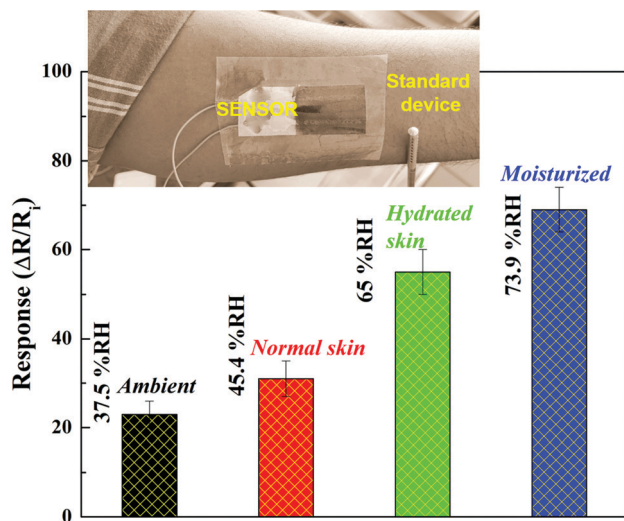 100
80
60
40
20
0
Response (ΔR/Rᵢ)
SENSOR
Standard
device
37.5 %RH
Ambient
45.4 %RH
Normal skin
65 %RH
Hydrated
skin
73.9 %RH
Moisturized